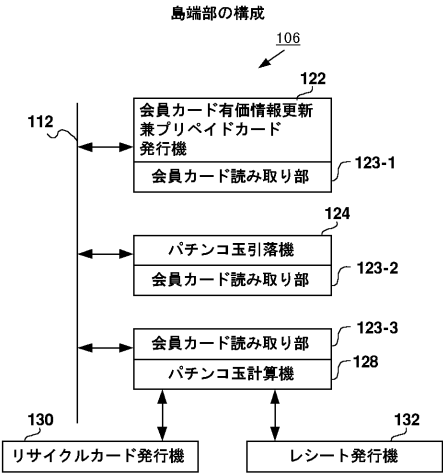 島端部の構成
106
122
112
会員カード有価情報更新
兼プリペイドカード
発行機
会員カード読み取り部
123-1
124
パチンコ玉引落機
会員カード読み取り部
123-2
123-3
会員カード読み取り部
パチンコ玉計算機
128
130
132
リサイクルカード発行機
レシート発行機